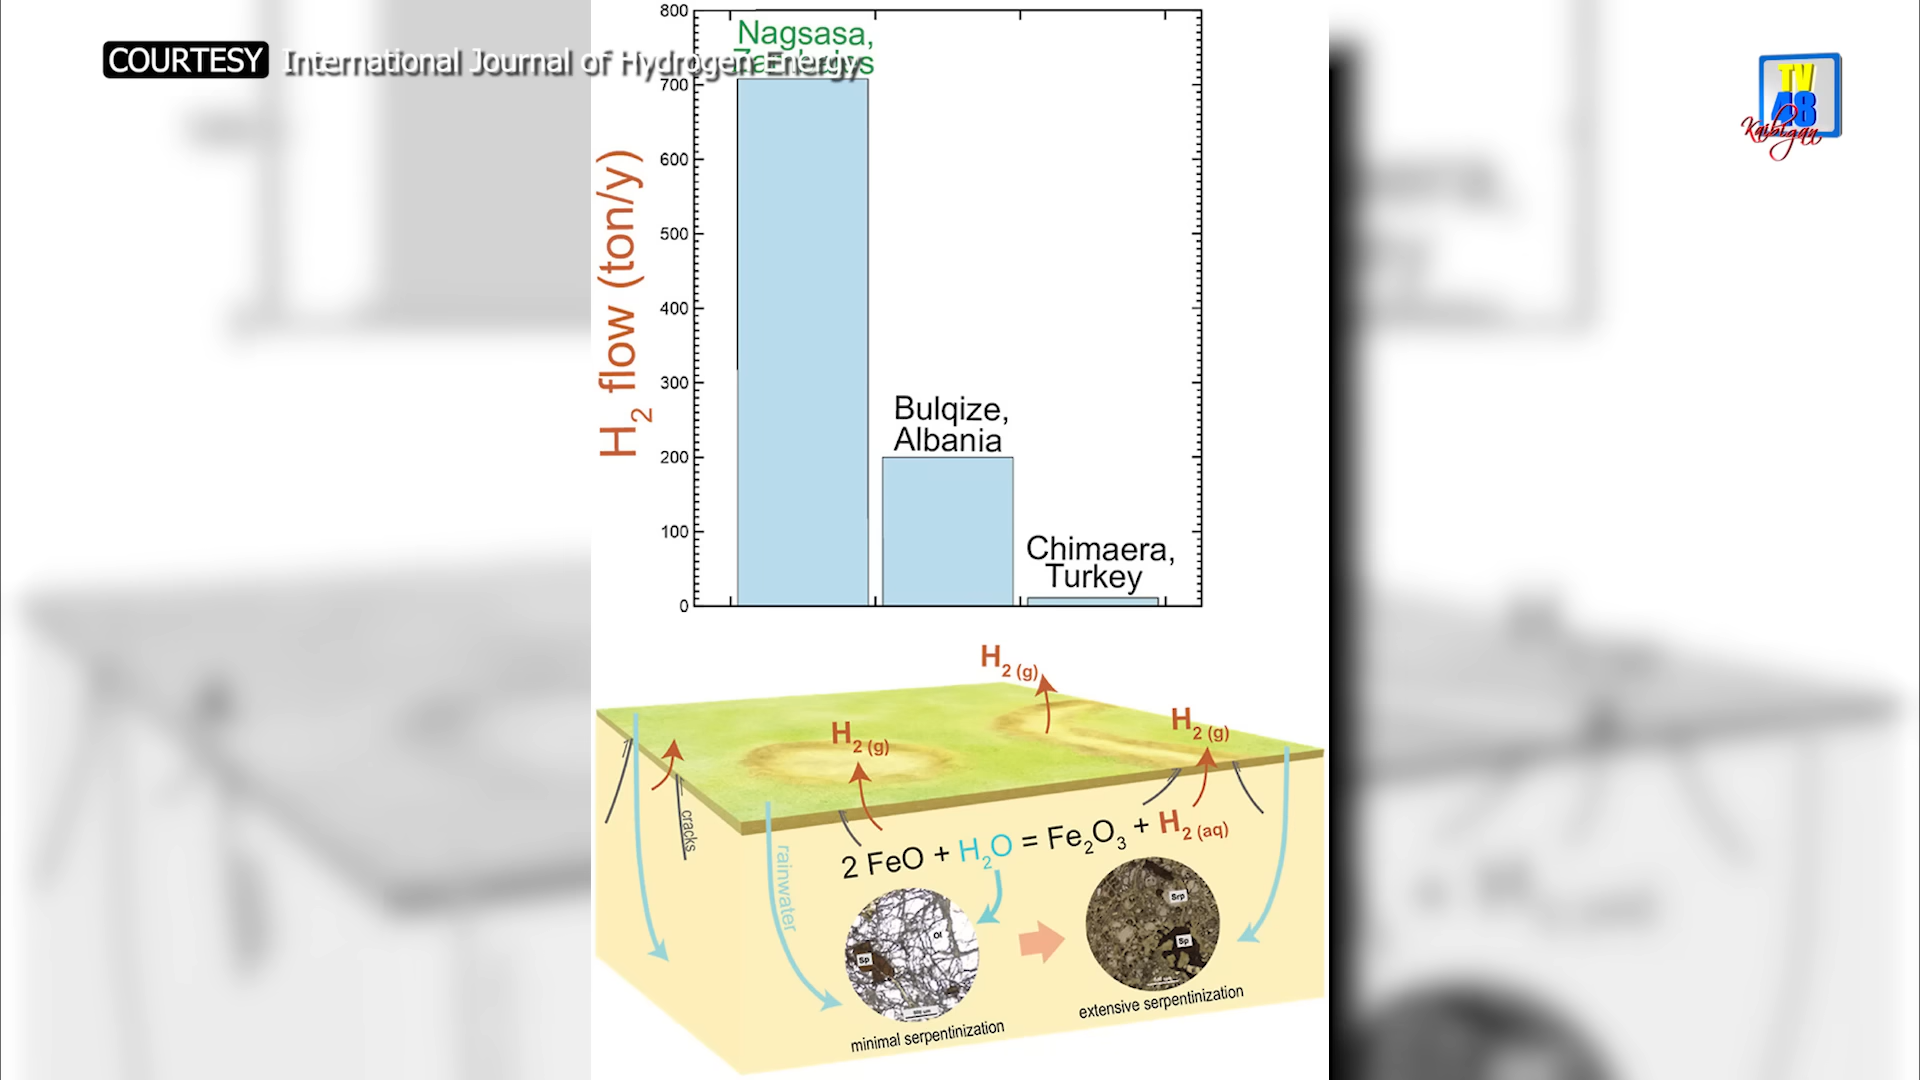 COURTESY International Journal of Hydrogen Energy
TV
48
Kaibigan
800
700
600
500
400
300
200
100
0
H2 flow (ton/y)
Nagsasa,
Bulqize,
Albania
Chimaera,
Turkey
H2 (g)
H2 (g)
H2 (g)
cracks
rainwater
2 FeO + H2O = Fe2O3 + H2 (aq)
Ol
Sp
Srp
Sp
minimal serpentinization
extensive serpentinization